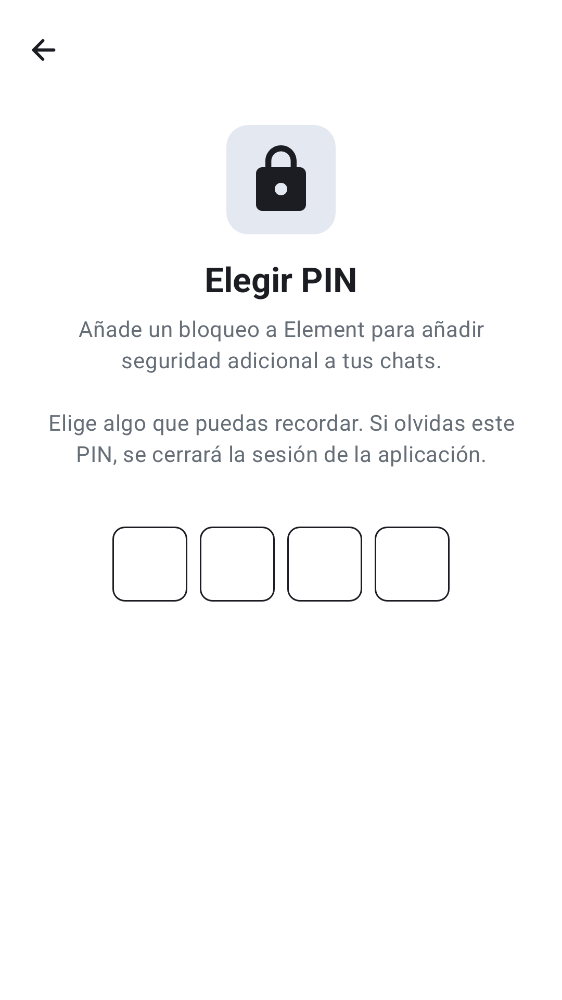 Elegir PIN
Añade un bloqueo a Element para añadir
seguridad adicional a tus chats.
Elige algo que puedas recordar. Si olvidas este
PIN, se cerrará la sesión de la aplicación.